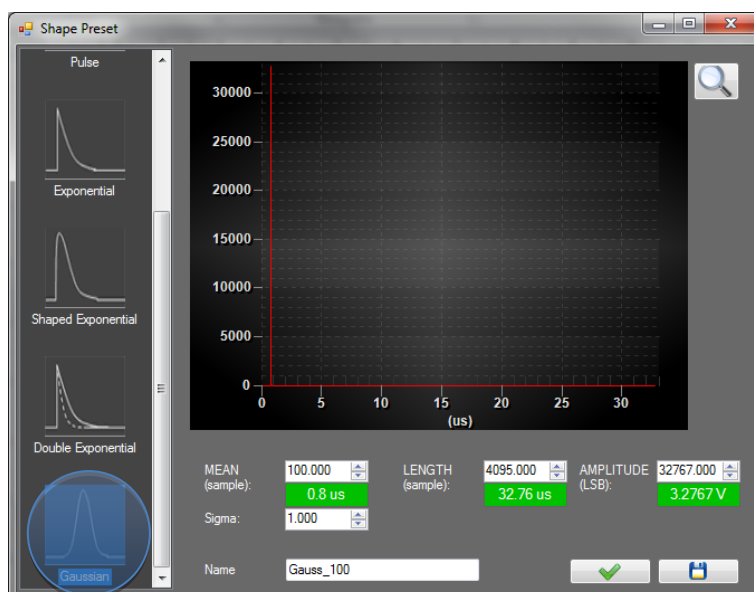 Shape Preset
Pulse
Exponential
Shaped Exponential
Double Exponential
Gaussian
30000
25000
20000
15000
10000
5000
0
0 5 10 15 20 25 30
(us)
MEAN (sample): 100.000 0.8 us
LENGTH (sample): 4095.000 32.76 us
AMPLITUDE (LSB): 32767.000 3.2767 V
Sigma: 1.000
Name Gauss_100